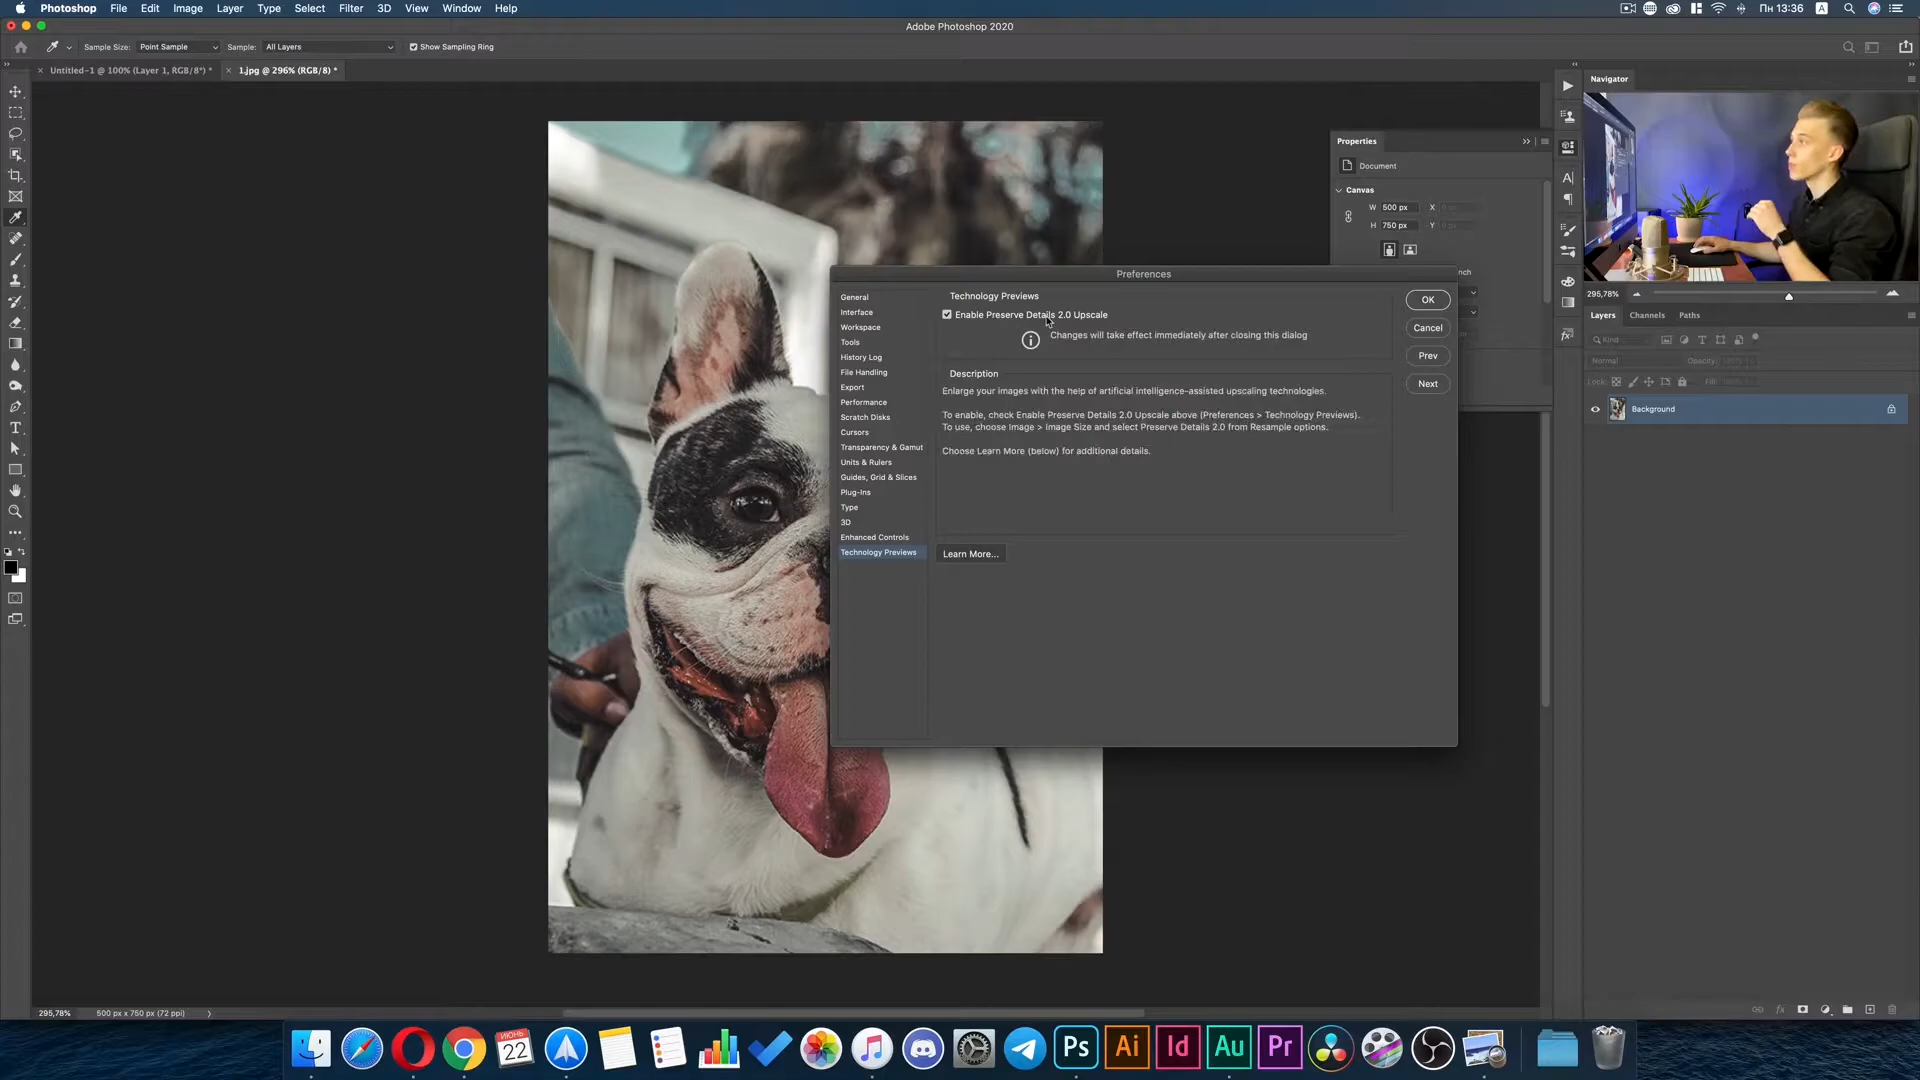 Photoshop File Edit Image Layer Type Select Filter 3D View Window Help
Пн 13:36 A
Adobe Photoshop 2020
Sample Size: Point Sample Sample: All Layers Show Sampling Ring
Untitled-1 @ 100% (Layer 1, RGB/8*) * 1.jpg @ 296% (RGB/8) *
Navigator
Properties
Document
Canvas
W 500 px X
H 750 px Y
295,78%
Layers Channels Paths
Kind
Normal Opacity:
Lock: Fill:
Background
Preferences
General
Interface
Workspace
Tools
History Log
File Handling
Export
Performance
Scratch Disks
Cursors
Transparency & Gamut
Units & Rulers
Guides, Grid & Slices
Plug-Ins
Type
3D
Enhanced Controls
Technology Previews
Technology Previews
Enable Preserve Details 2.0 Upscale
Changes will take effect immediately after closing this dialog
Description
Enlarge your images with the help of artificial intelligence-assisted upscaling technologies.
To enable, check Enable Preserve Details 2.0 Upscale above (Preferences > Technology Previews).
To use, choose Image > Image Size and select Preserve Details 2.0 from Resample options.
Choose Learn More (below) for additional details.
Learn More...
OK
Cancel
Prev
Next
295,78% 500 px x 750 px (72 ppi)
ИЮНЬ
22
Ps Ai Id Au Pr